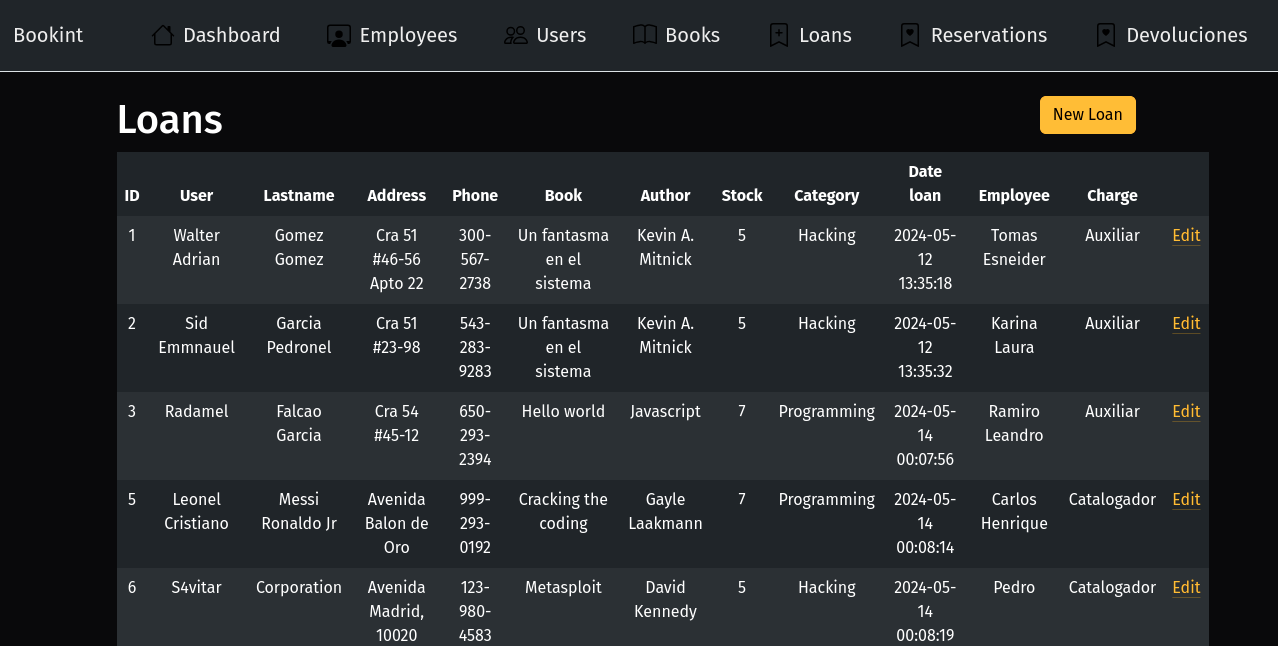 Bookint Dashboard Employees Users Books Loans Reservations Devoluciones
Loans
New Loan
ID User Lastname Address Phone Book Author Stock Category Date loan Employee Charge
1 Walter Adrian Gomez Gomez Cra 51 #46-56 Apto 22 300-567-2738 Un fantasma en el sistema Kevin A. Mitnick 5 Hacking 2024-05-12 13:35:18 Tomas Esneider Auxiliar Edit
2 Sid Emmnauel Garcia Pedronel Cra 51 #23-98 543-283-9283 Un fantasma en el sistema Kevin A. Mitnick 5 Hacking 2024-05-12 13:35:32 Karina Laura Auxiliar Edit
3 Radamel Falcao Garcia Cra 54 #45-12 650-293-2394 Hello world Javascript 7 Programming 2024-05-14 00:07:56 Ramiro Leandro Auxiliar Edit
5 Leonel Cristiano Messi Ronaldo Jr Avenida Balon de Oro 999-293-0192 Cracking the coding Gayle Laakmann 7 Programming 2024-05-14 00:08:14 Carlos Henrique Catalogador Edit
6 S4vitar Corporation Avenida Madrid, 10020 123-980-4583 Metasploit David Kennedy 5 Hacking 2024-05-14 00:08:19 Pedro Catalogador Edit